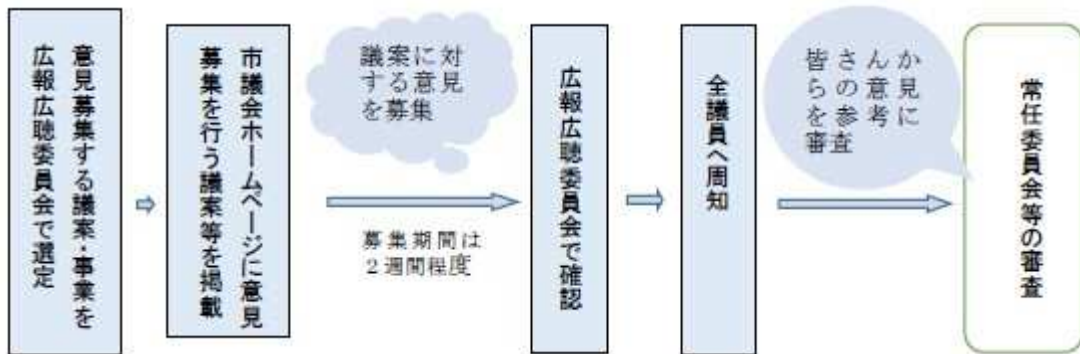 意見募集する議案・事業を
広報広聴委員会で選定
市議会ホームページに意見
募集を行う議案等を掲載
議案に対
する意見
を募集
募集期間は
2週間程度
広報広聴委員会で確認
全議員へ周知
皆さんか
らの意見
を参考に
審査
常任委員会等の審査